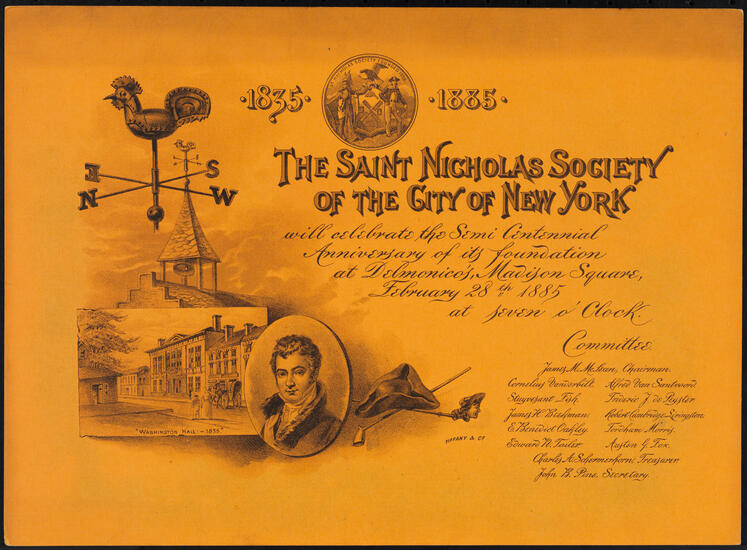 ·1835· ·1885·
THE SAINT NICHOLAS SOCIETY
OF THE CITY OF NEW YORK
will celebrate the Semi Centennial
Anniversary of its foundation
at Delmonico's, Madison Square,
February 28th 1885
at seven o'Clock.
E S
N W
"WASHINGTON HALL:–1835."
TIFFANY & Co
Committee
James M. McLean, Chairman.
Cornelius Vanderbilt. Alfred Van Santvoord
Stuyvesant Fish. Frederic J. de Peyster
James H. Beekman. Robert Cambridge Livingston.
E. Benedict Oakley. Fordham Morris.
Edward N. Tailer. Austen G. Fox.
Charles A. Schermerhorn, Treasurer
John B. Pine, Secretary.